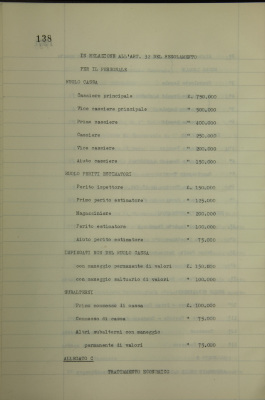 138
IN RELAZIONE ALL'ART. 37 DEL REGOLAMENTO
PER IL PERSONALE
RUOLO CASSA
Cassiere principale £. 750.000
Vice cassiere principale " 500.000
Primo cassiere " 400.000
Cassiere " 250.000
Vice cassiere " 200.000
Aiuto cassiere " 150.000
RUOLO PERITI ESTIMATORI
Perito ispettore £. 150.000
Primo perito estimatore " 125.000
Magazziniere " 100.000
Perito estimatore " 100.000
Aiuto perito estimatore " 75.000
IMPIEGATI NON DEL RUOLO CASSA
con maneggio permanente di valori £. 150.000
con maneggio saltuario di valori " 100.000
SUBALTERNI
Primo commesso di cassa £. 100.000
Commesso di cassa " 75.000
Altri subalterni con maneggio
permanente di valori " 75.000
ALLEGATO C
TRATTAMENTO ECONOMICO